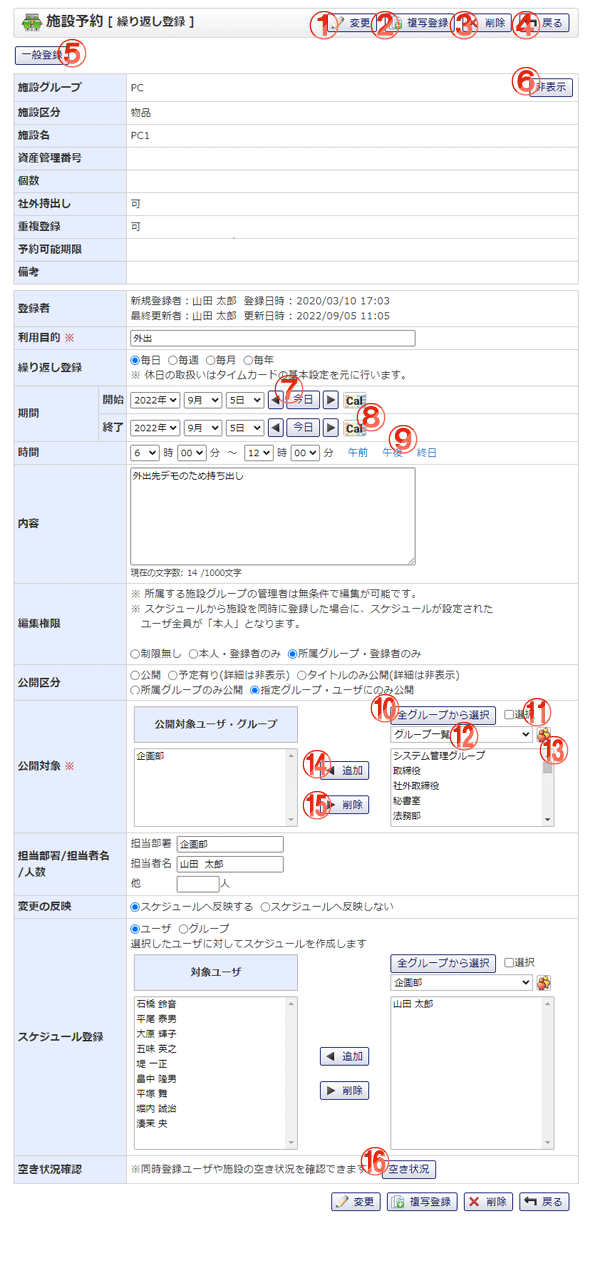 施設予約 [ 繰り返し登録 ]
① 変更 ② 複写登録 ③ 削除 ④ 戻る
一般登録 ⑤
施設グループ PC ⑥ 非表示
施設区分 物品
施設名 PC1
資産管理番号
個数
社外持出し 可
重複登録 可
予約可能期限
備考
登録者 新規登録者：山田 太郎 登録日時：2020/03/10 17:03
最終更新者：山田 太郎 更新日時：2022/09/05 11:05
利用目的 ※ 外出
繰り返し登録 毎日 毎週 毎月 毎年
※ 休日の取扱いはタイムカードの基本設定を元に行います。
⑦
期間 開始 2022年 9月 5日 ◀ 今日 ▶ Cal
⑧
終了 2022年 9月 5日 ◀ 今日 ▶ Cal
時間 6 時 00 分 ～ 12 時 00 分 午前 午後 終日 ⑨
内容 外出先デモのため持ち出し
現在の文字数: 14 /1000文字
編集権限 ※ 所属する施設グループの管理者は無条件で編集が可能です。
※ スケジュールから施設を同時に登録した場合に、スケジュールが設定された
ユーザ全員が「本人」となります。
制限無し 本人・登録者のみ 所属グループ・登録者のみ
公開区分 公開 予定有り(詳細は非表示) タイトルのみ公開(詳細は非表示)
所属グループのみ公開 指定グループ・ユーザにのみ公開
公開対象 ※ 公開対象ユーザ・グループ
⑩ 全グループから選択 選択 ⑪
グループ一覧 ⑫ ⑬
企画部
⑭ ◀ 追加
⑮ ▶ 削除
システム管理グループ
取締役
社外取締役
秘書室
法務部
担当部署/担当者名
/人数
担当部署 企画部
担当者名 山田 太郎
他 人
変更の反映 スケジュールへ反映する スケジュールへ反映しない
スケジュール登録 ユーザ グループ
選択したユーザに対してスケジュールを作成します
対象ユーザ
全グループから選択 選択
企画部
石橋 鈴音
平尾 泰男
大原 輝子
五味 英之
堤 一正
畠中 隆男
平塚 舞
堀内 誠治
湊茉 央
◀ 追加
▶ 削除
山田 太郎
空き状況確認 ※同時登録ユーザや施設の空き状況を確認できます ⑯ 空き状況
変更 複写登録 削除 戻る